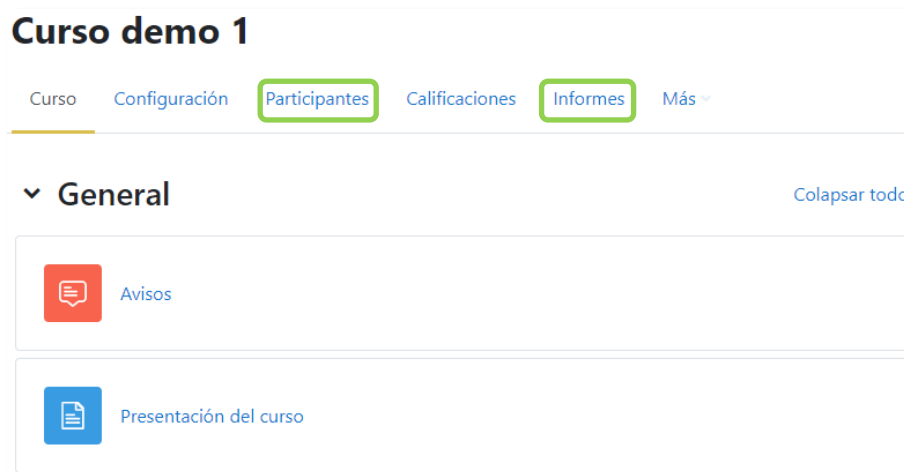 Curso demo 1
Curso Configuración Participantes Calificaciones Informes Más
General
Colapsar todo
Avisos
Presentación del curso